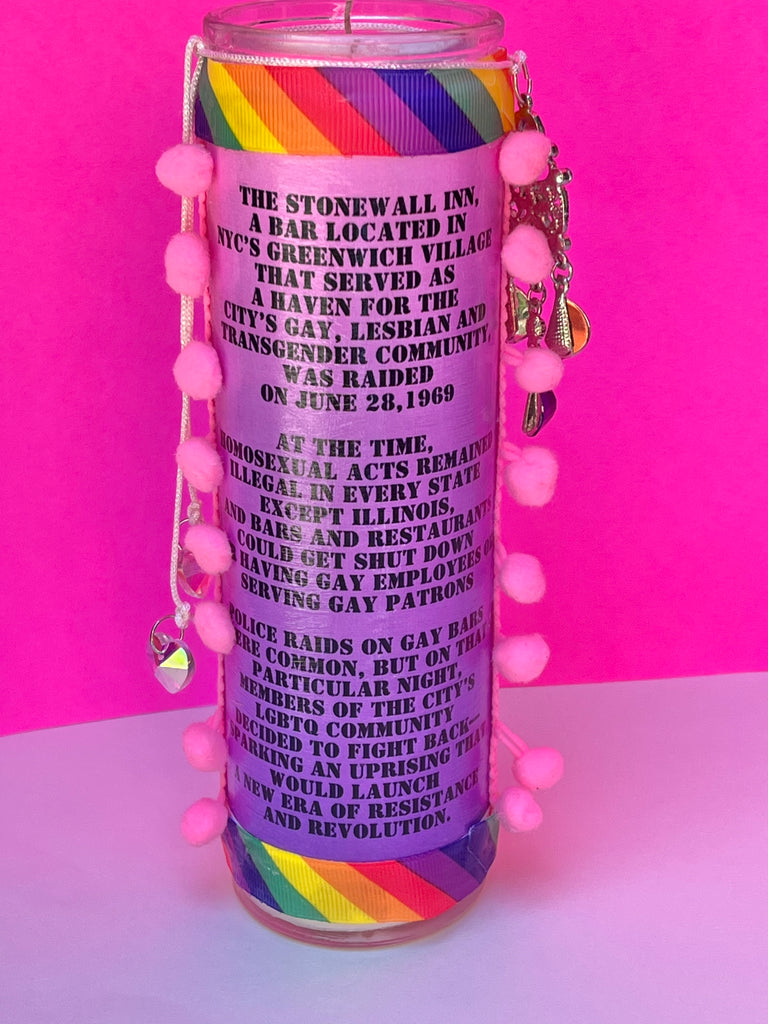 THE STONEWALL INN,
A BAR LOCATED IN
NYC'S GREENWICH VILLAGE
THAT SERVED AS
A HAVEN FOR THE
CITY'S GAY, LESBIAN AND
TRANSGENDER COMMUNITY,
WAS RAIDED
ON JUNE 28,1969
AT THE TIME,
HOMOSEXUAL ACTS REMAINED
ILLEGAL IN EVERY STATE
EXCEPT ILLINOIS,
AND BARS AND RESTAURANTS
COULD GET SHUT DOWN
HAVING GAY EMPLOYEES
SERVING GAY PATRONS
POLICE RAIDS ON GAY BARS
WERE COMMON, BUT ON THAT
PARTICULAR NIGHT,
MEMBERS OF THE CITY'S
LGBTQ COMMUNITY
DECIDED TO FIGHT BACK—
SPARKING AN UPRISING THAT
WOULD LAUNCH
A NEW ERA OF RESISTANCE
AND REVOLUTION.